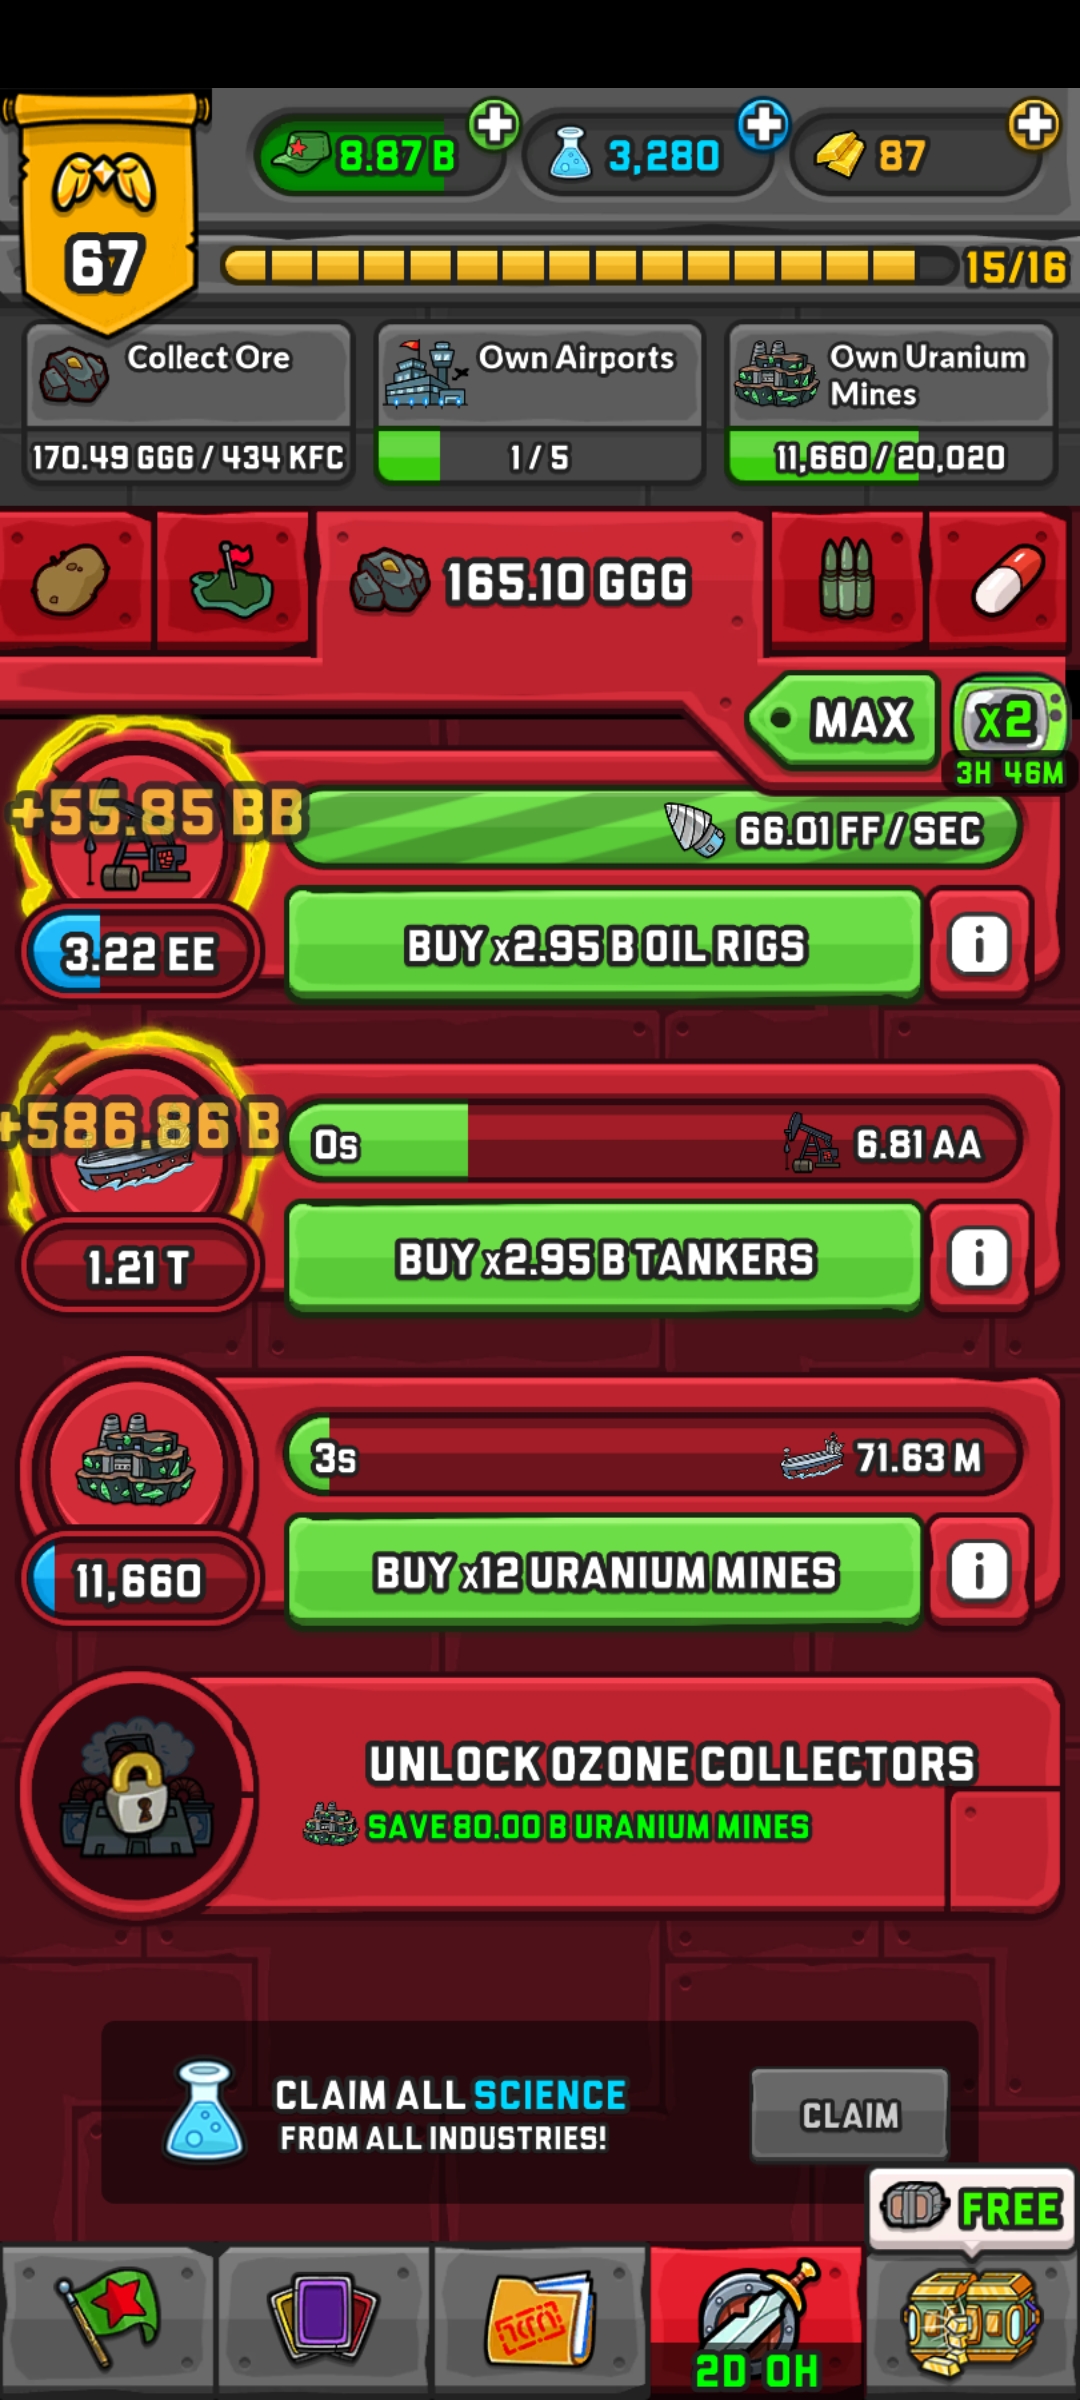 8.87 B
3,280
87
67
15/16
Collect Ore
170.49 GGG / 434 KFC
Own Airports
1 / 5
Own Uranium
Mines
11,660 / 20,020
165.10 GGG
MAX
x2
3H 46M
+55.85 BB
66.01 FF / SEC
3.22 EE
BUY x2.95 B OIL RIGS
i
+586.86 B
0s
6.81 AA
1.21 T
BUY x2.95 B TANKERS
i
3s
71.63 M
11,660
BUY x12 URANIUM MINES
i
UNLOCK OZONE COLLECTORS
SAVE 80.00 B URANIUM MINES
CLAIM ALL SCIENCE
FROM ALL INDUSTRIES!
CLAIM
FREE
2D 0H